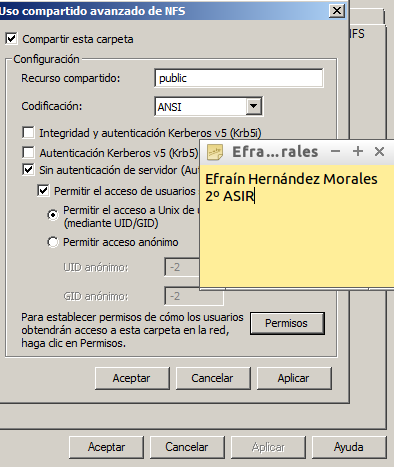 Uso compartido avanzado de NFS
Compartir esta carpeta
NFS
Configuración
Recurso compartido: public
Codificación: ANSI
Integridad y autenticación Kerberos v5 (Krb5i)
Autenticación Kerberos v5 (Krb5)
Sin autenticación de servidor
Permitir el acceso de usuarios
Permitir el acceso a Unix de
(mediante UID/GID)
Permitir acceso anónimo
UID anónimo: -2
GID anónimo: -2
Para establecer permisos de cómo los usuarios
obtendrán acceso a esta carpeta en la red,
haga clic en Permisos.
Permisos
Aceptar Cancelar Aplicar
Aceptar Cancelar Aplicar Ayuda
Efra...rales
Efraín Hernández Morales
2º ASIR